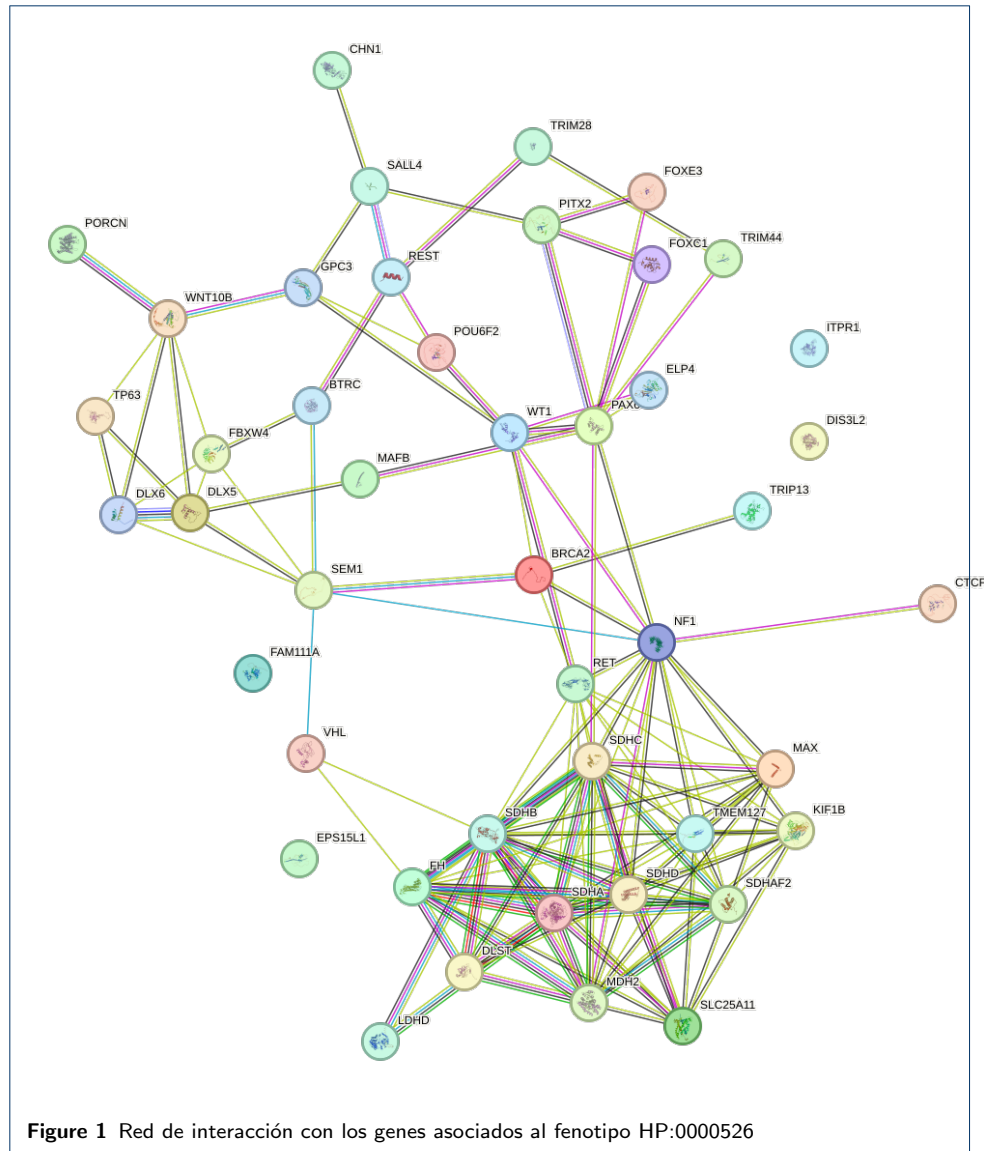 CHN1
TRIM28
SALL4
FOXE3
PITX2
PORCN
TRIM44
FOXC1
REST
GPC3
WNT10B
ITPR1
POU6F2
ELP4
BTRC
TP63
WT1
PAX6
FBXW4
DIS3L2
MAFB
DLX6
DLX5
TRIP13
BRCA2
SEM1
CTCF
NF1
FAM111A
RET
VHL
SDHC
MAX
SDHB
TMEM127
KIF1B
EPS15L1
FH
SDHA
SDHD
SDHAF2
DLST
MDH2
SLC25A11
LDHD
Figure 1 Red de interacción con los genes asociados al fenotipo HP:0000526